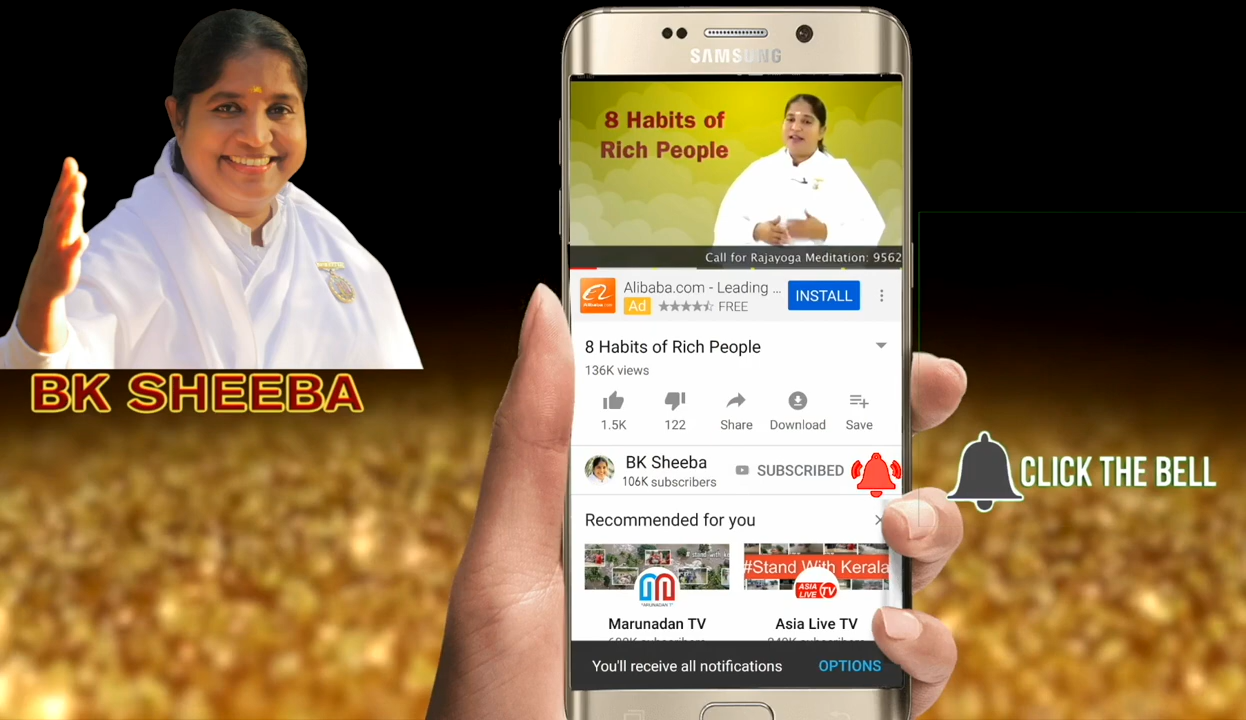 SAMSUNG
8 Habits of
Rich People
Call for Rajayoga Meditation: 9562
Alibaba.com
Alibaba.com - Leading ...
Ad
FREE
INSTALL
8 Habits of Rich People
136K views
1.5K
122
Share
Download
Save
BK Sheeba
106K subscribers
SUBSCRIBED
CLICK THE BELL
BK SHEEBA
Recommended for you
#Stand With Kerala
MARUNADAN TV
ASIA
LIVE TV
Marunadan TV
Asia Live TV
You'll receive all notifications
OPTIONS